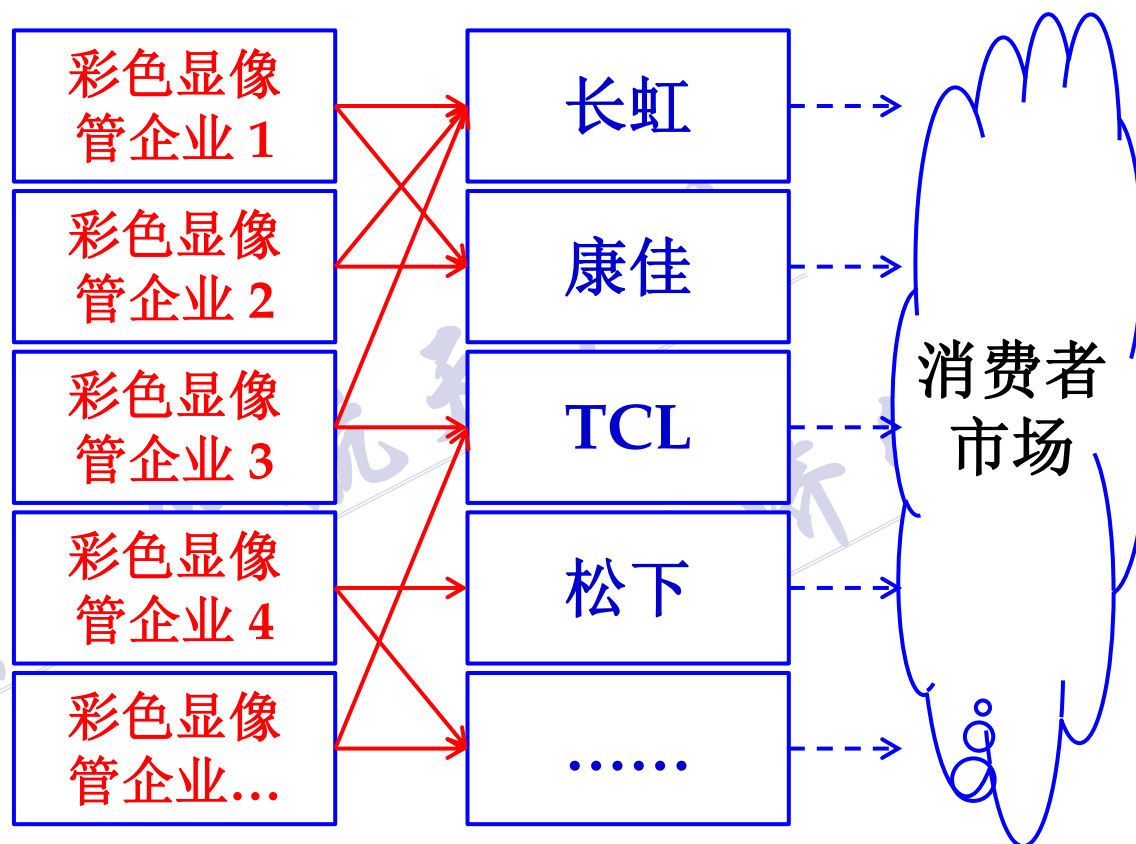 彩色显像
管企业 1
长虹
彩色显像
管企业 2
康佳
彩色显像
管企业 3
TCL
消费者
市场
彩色显像
管企业 4
松下
彩色显像
管企业…
……